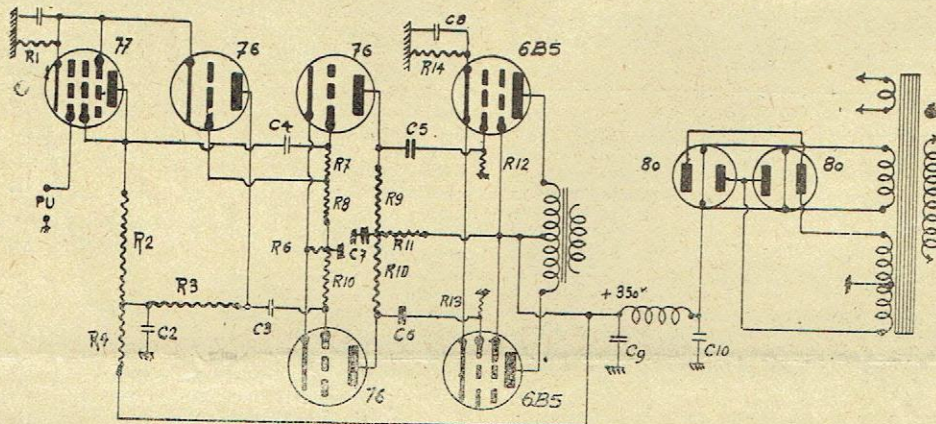 C8
R1
77
76
76
R14
6B5
C4
C5
R12
80
80
R7
PU
R8
R9
R2
R6
C7
R11
R10
R10
R3
+350v
C3
R13
R4
C2
C6
C9
C10
76
6B5